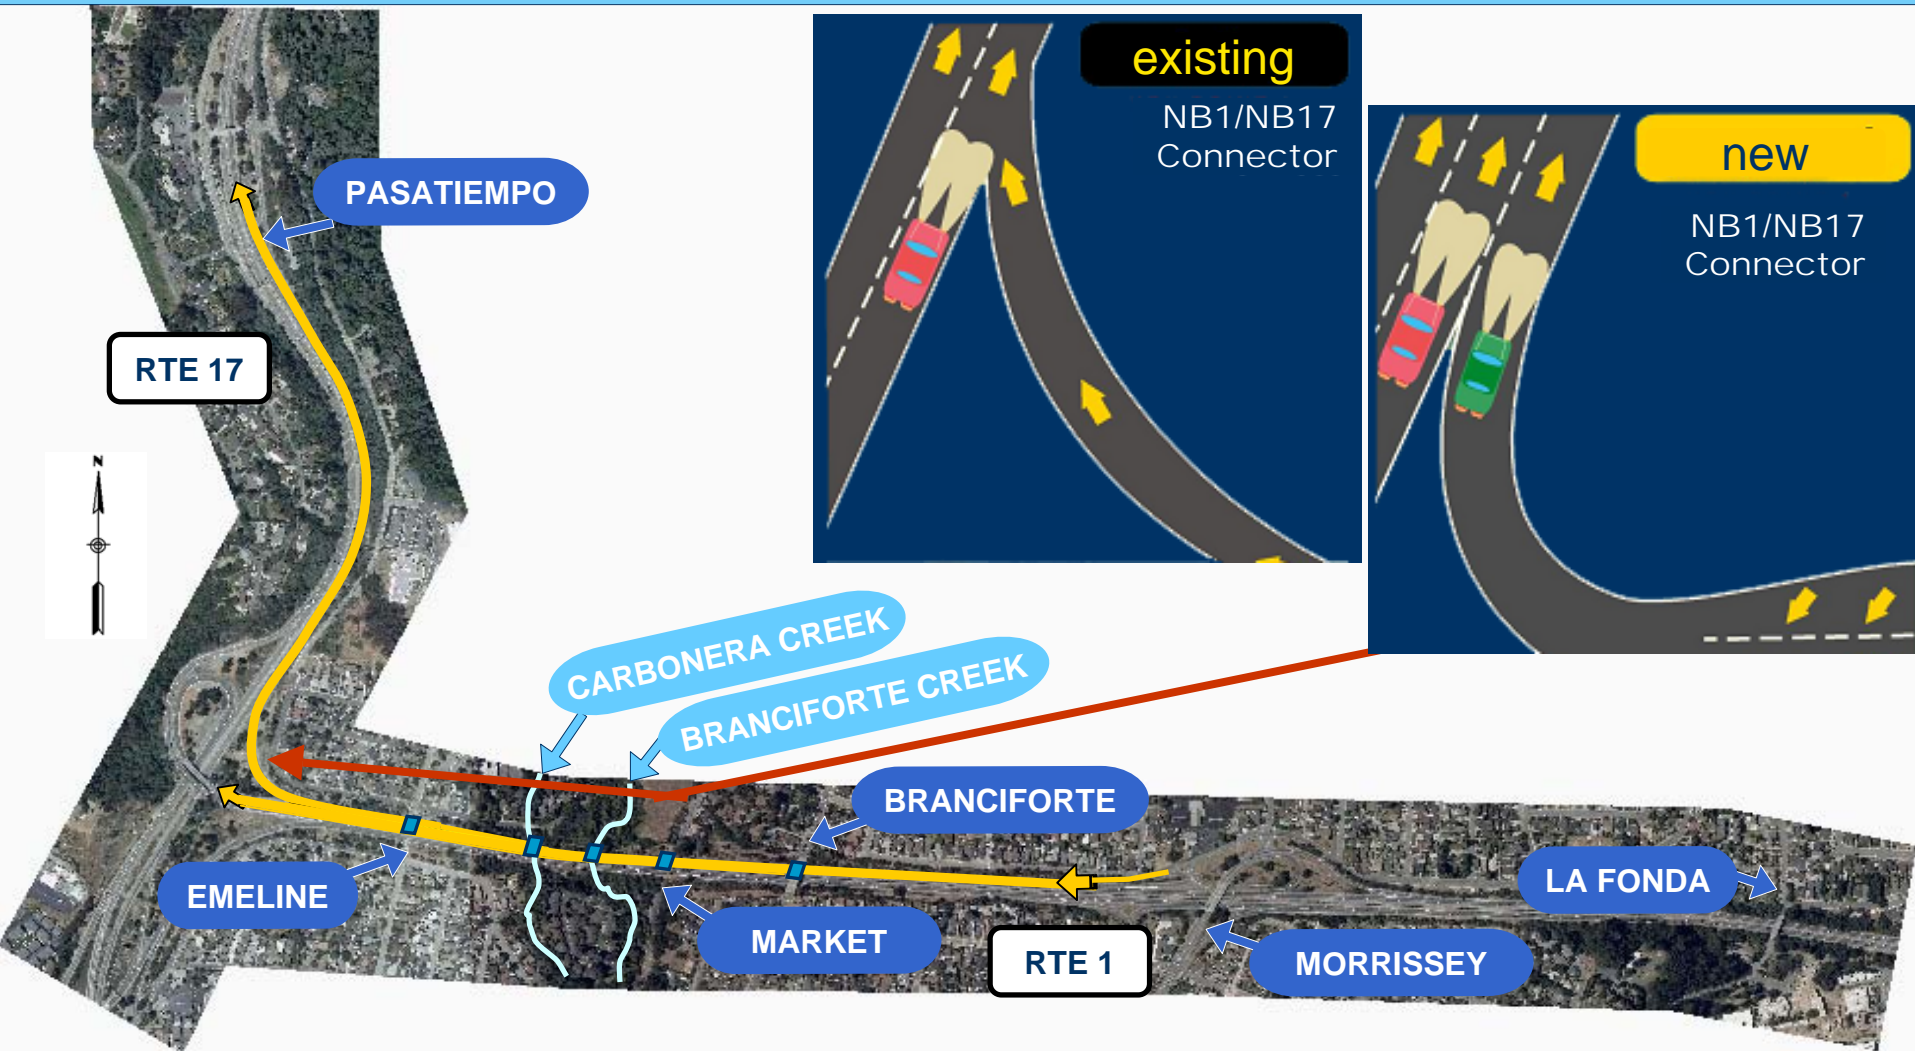 existing
NB1/NB17
Connector
new
NB1/NB17
Connector
PASATIEMPO
RTE 17
N
CARBONERA CREEK
BRANCIFORTE CREEK
BRANCIFORTE
EMELINE
MARKET
RTE 1
MORRISSEY
LA FONDA